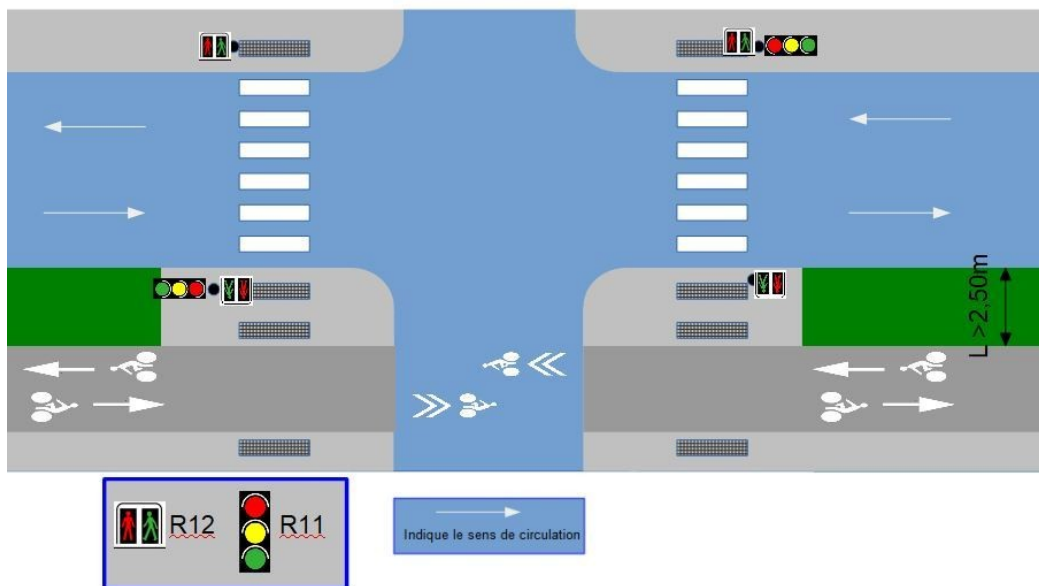 L >2,50m
R12
R11
Indique le sens de circulation